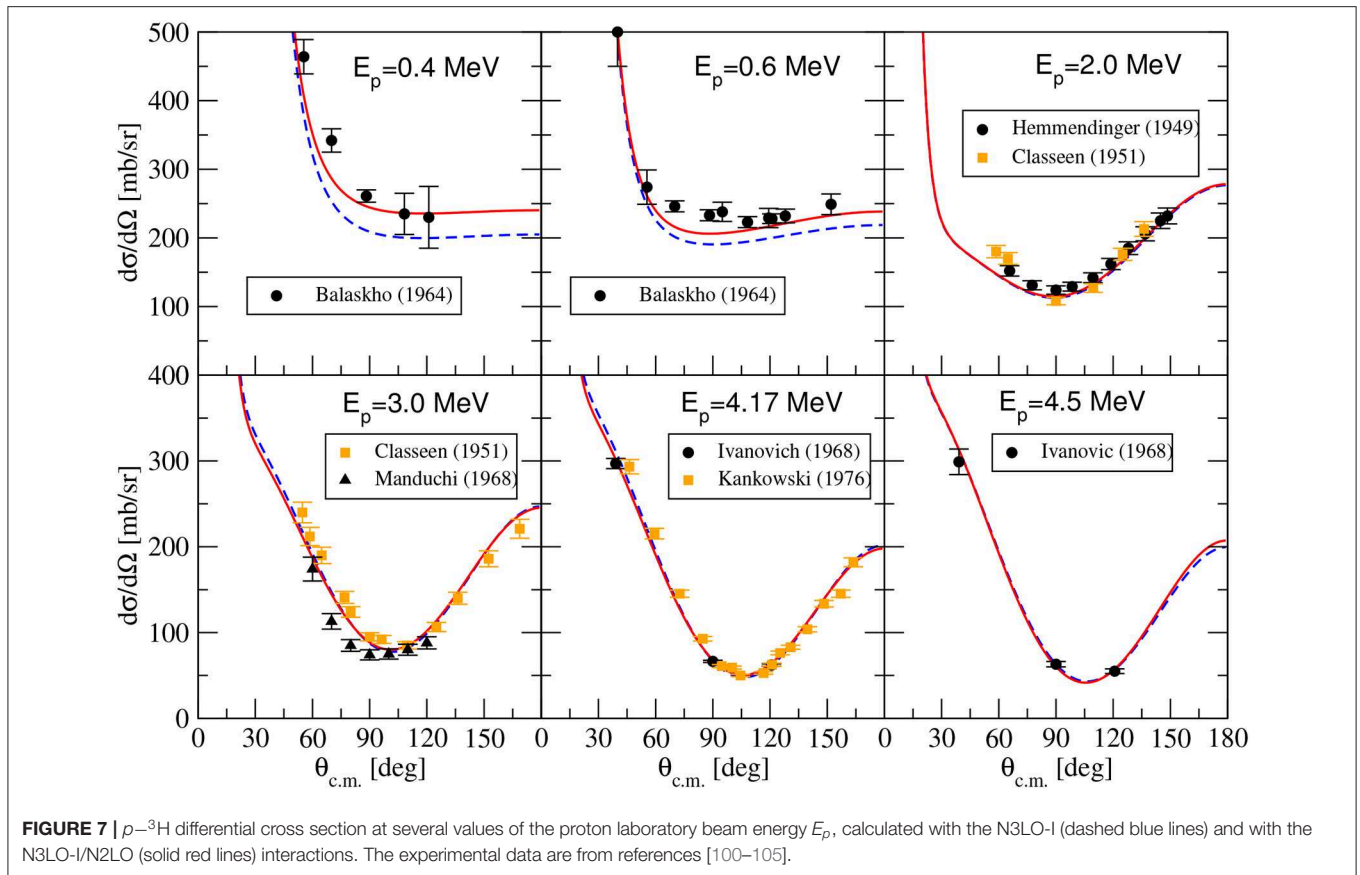 500
400
300
200
100
dσ/dΩ [mb/sr]
E_p=0.4 MeV
Balaskho (1964)
E_p=0.6 MeV
Balaskho (1964)
E_p=2.0 MeV
Hemmendinger (1949)
Classeen (1951)
400
300
200
100
0
dσ/dΩ [mb/sr]
E_p=3.0 MeV
Classeen (1951)
Manduchi (1968)
E_p=4.17 MeV
Ivanovich (1968)
Kankowski (1976)
E_p=4.5 MeV
Ivanovic (1968)
0 30 60 90 120 150 0 30 60 90 120 150 0 30 60 90 120 150 180
θ_c.m. [deg] θ_c.m. [deg] θ_c.m. [deg]
FIGURE 7 | p−³H differential cross section at several values of the proton laboratory beam energy E_p, calculated with the N3LO-I (dashed blue lines) and with the
N3LO-I/N2LO (solid red lines) interactions. The experimental data are from references [100–105].